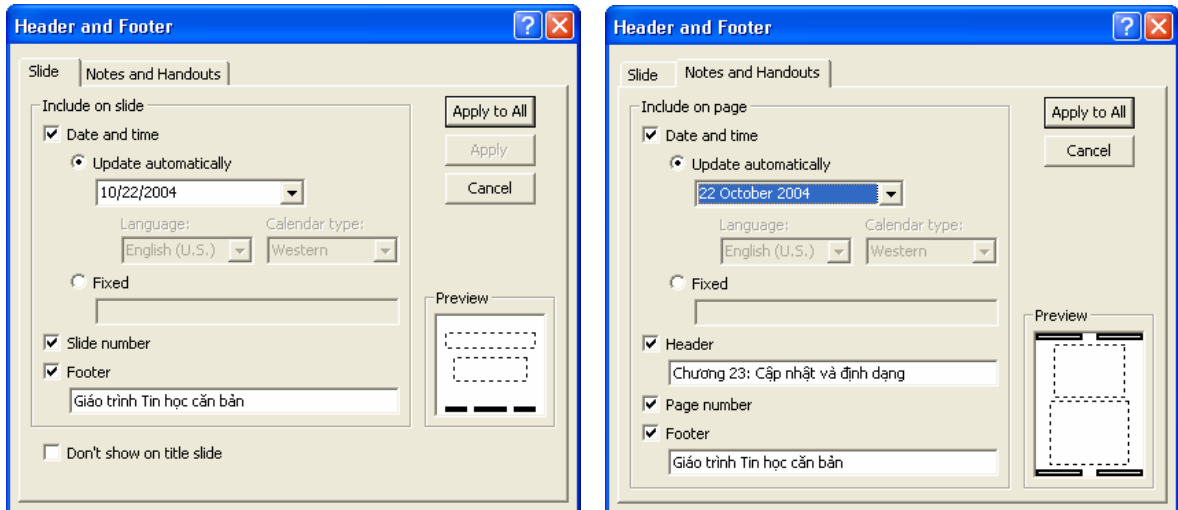 Header and Footer
Slide
Notes and Handouts
Include on slide
Date and time
Update automatically
10/22/2004
Language:
Calendar type:
English (U.S.)
Western
Fixed
Slide number
Footer
Giáo trình Tin học căn bản
Don't show on title slide
Apply to All
Apply
Cancel
Preview
Header and Footer
Slide
Notes and Handouts
Include on page
Date and time
Update automatically
22 October 2004
Language:
Calendar type:
English (U.S.)
Western
Fixed
Header
Chương 23: Cập nhật và định dạng
Page number
Footer
Giáo trình Tin học căn bản
Apply to All
Cancel
Preview